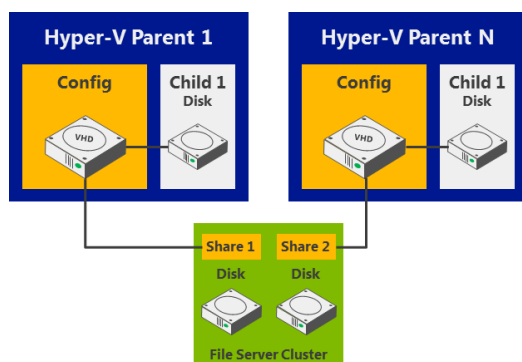 Hyper-V Parent 1
Config
Child 1
Disk
VHD
Hyper-V Parent N
Config
Child 1
Disk
VHD
Share 1
Share 2
Disk
Disk
File Server Cluster